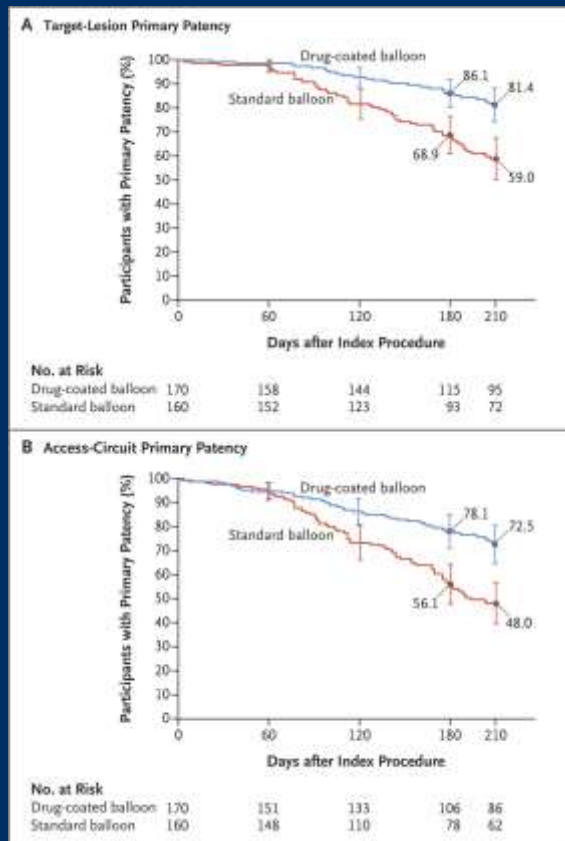 A Target-Lesion Primary Patency
Participants with Primary Patency (%)
100
90
80
70
60
50
40
30
20
10
0
Drug-coated balloon
Standard balloon
86.1
81.4
68.9
59.0
0 60 120 180 210
Days after Index Procedure
No. at Risk
Drug-coated balloon 170 158 144 115 95
Standard balloon 160 152 123 93 72
B Access-Circuit Primary Patency
Participants with Primary Patency (%)
100
90
80
70
60
50
40
30
20
10
0
Drug-coated balloon
Standard balloon
78.1
72.5
56.1
48.0
0 60 120 180 210
Days after Index Procedure
No. at Risk
Drug-coated balloon 170 151 133 106 86
Standard balloon 160 148 110 78 62